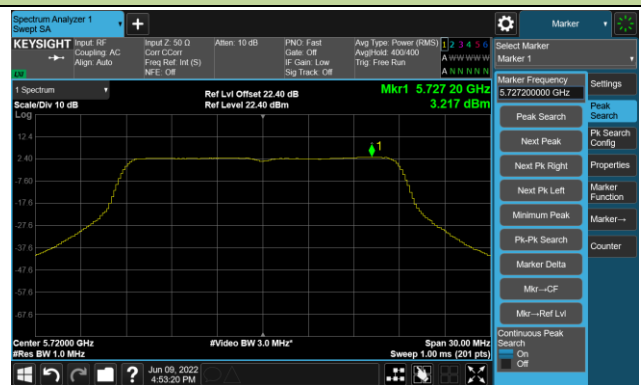 Spectrum Analyzer 1
Swept SA
+
Marker
KEYSIGHT
Input: RF
Coupling: AC
Align: Auto
Input Z: 50 Ω
Corr CCorr
Freq Ref: Int (S)
NFE: Off
Atten: 10 dB
PNO: Fast
Gate: Off
IF Gain: Low
Sig Track: Off
Avg Type: Power (RMS)
Avg|Hold: 400/400
Trig: Free Run
1 2 3 4 5 6
A W W W W W
A N N N N N
Select Marker
Marker 1
1 Spectrum
Scale/Div 10 dB
Log
Ref Lvl Offset 22.40 dB
Ref Level 22.40 dBm
Mkr1 5.727 20 GHz
3.217 dBm
12.4
2.40
-7.60
-17.6
-27.6
-37.6
-47.6
-57.6
-67.6
1
Center 5.72000 GHz
#Res BW 1.0 MHz
#Video BW 3.0 MHz*
Span 30.00 MHz
Sweep 1.00 ms (201 pts)
Marker Frequency
5.727200000 GHz
Peak Search
Next Peak
Next Pk Right
Next Pk Left
Minimum Peak
Pk-Pk Search
Marker Delta
Mkr→CF
Mkr→Ref Lvl
Continuous Peak
Search
On
Off
Settings
Peak
Search
Pk Search
Config
Properties
Marker
Function
Marker→
Counter
?
Jun 09, 2022
4:53:20 PM